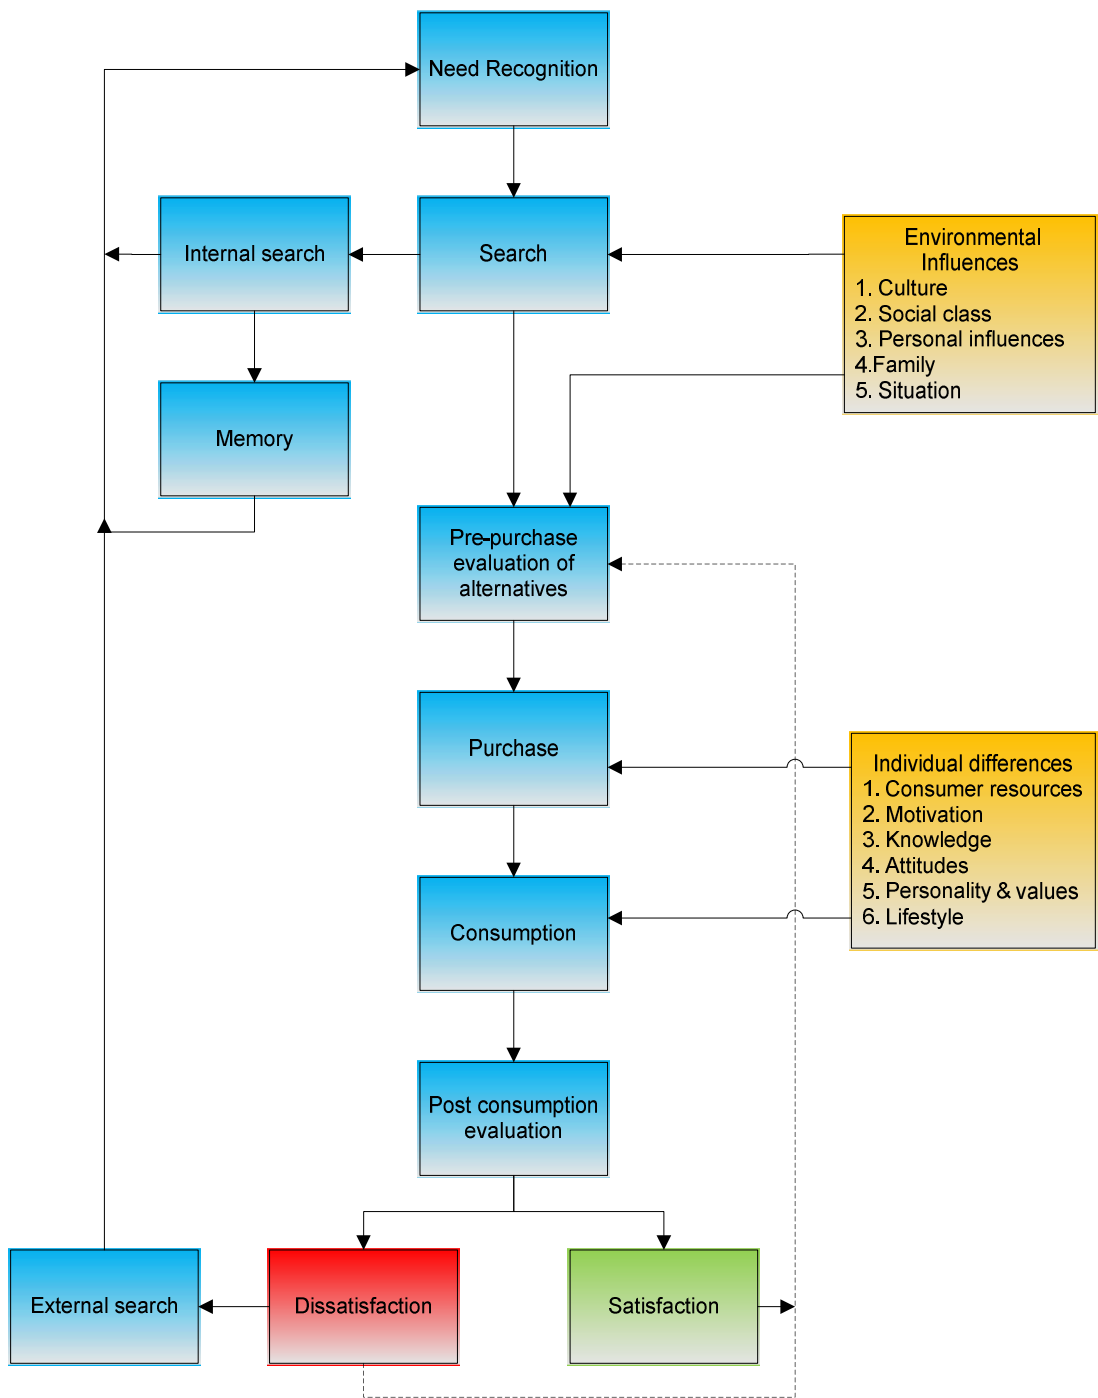 Need Recognition
Internal search
Search
Environmental
Influences
1. Culture
2. Social class
3. Personal influences
4.Family
5. Situation
Memory
Pre-purchase
evaluation of
alternatives
Purchase
Individual differences
1. Consumer resources
2. Motivation
3. Knowledge
4. Attitudes
5. Personality & values
6. Lifestyle
Consumption
Post consumption
evaluation
External search
Dissatisfaction
Satisfaction